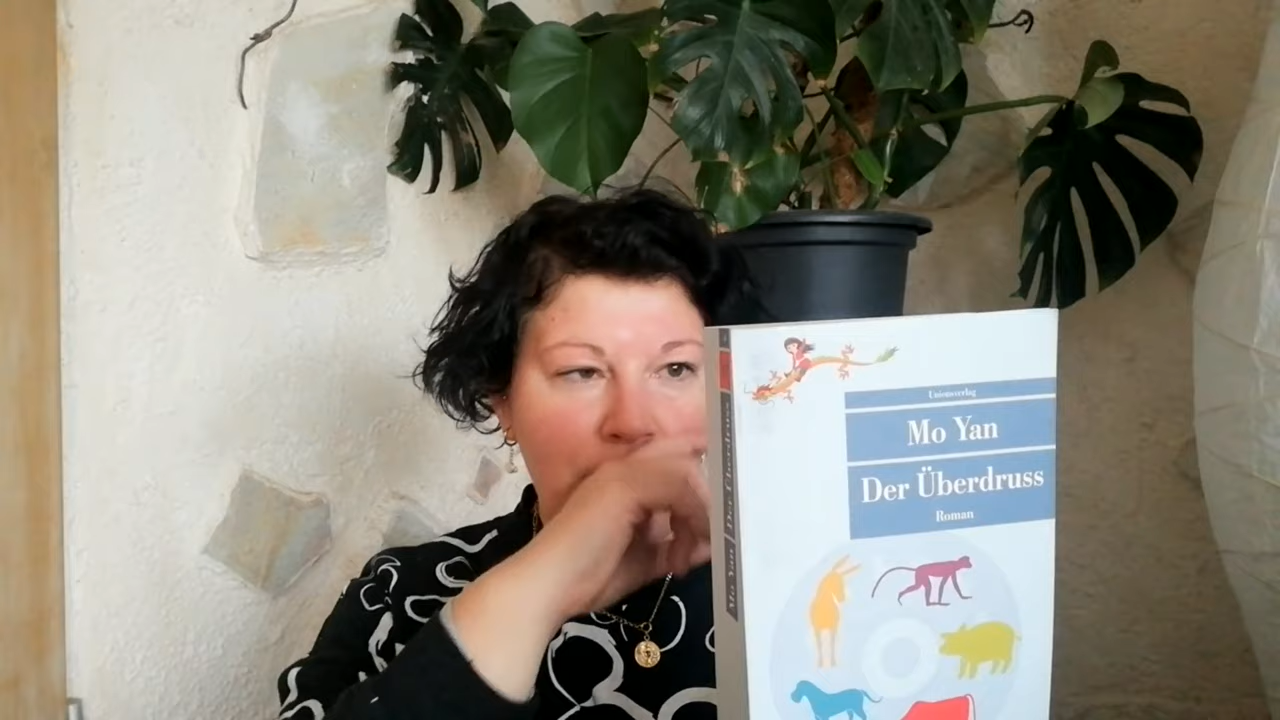 Unionsverlag
Mo Yan
Der Überdruss
Roman
Mo Yan Der Überdruss